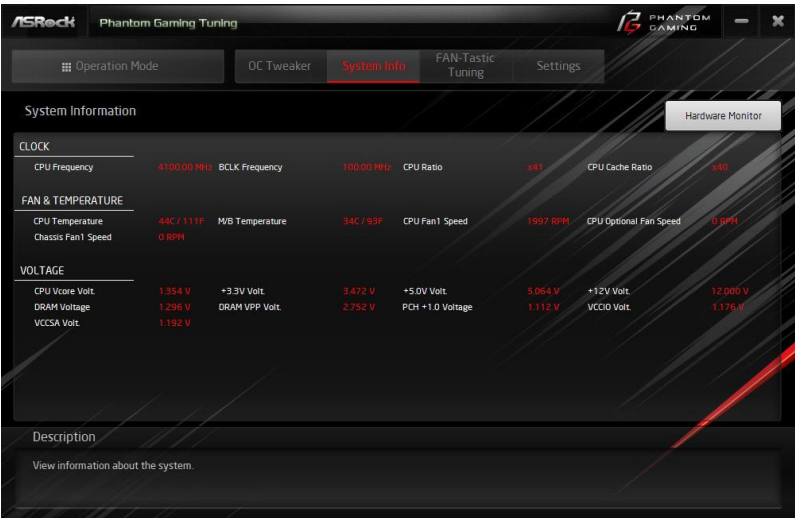 ASRock Phantom Gaming Tuning PHANTOM GAMING
Operation Mode OC Tweaker System Info FAN-Tastic Tuning Settings
System Information Hardware Monitor
CLOCK
CPU Frequency 4100.00 MHz BCLK Frequency 100.00 MHz CPU Ratio x41 CPU Cache Ratio x40
FAN & TEMPERATURE
CPU Temperature 44C / 111F M/B Temperature 34C / 93F CPU Fan1 Speed 1997 RPM CPU Optional Fan Speed 0 RPM
Chassis Fan1 Speed 0 RPM
VOLTAGE
CPU Vcore Volt. 1.354 V +3.3V Volt. 3.472 V +5.0V Volt. 5.064 V +12V Volt. 12.000 V
DRAM Voltage 1.296 V DRAM VPP Volt. 2.752 V PCH +1.0 Voltage 1.112 V VCCIO Volt. 1.176 V
VCCSA Volt. 1.192 V
Description
View information about the system.